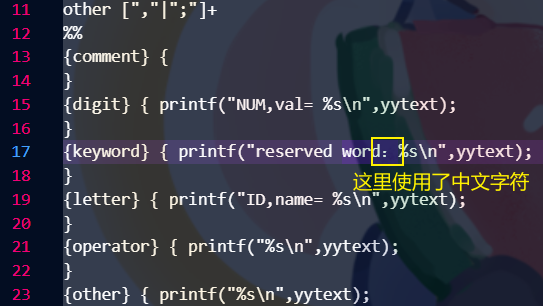 11 other [","|";"]+
12 %%
13 {comment} {
14 }
15 {digit} { printf("NUM,val= %s\n",yytext);
16 }
17 {keyword} { printf("reserved word：%s\n",yytext);
这里使用了中文字符
18 }
19 {letter} { printf("ID,name= %s\n",yytext);
20 }
21 {operator} { printf("%s\n",yytext);
22 }
23 {other} { printf("%s\n",yytext);